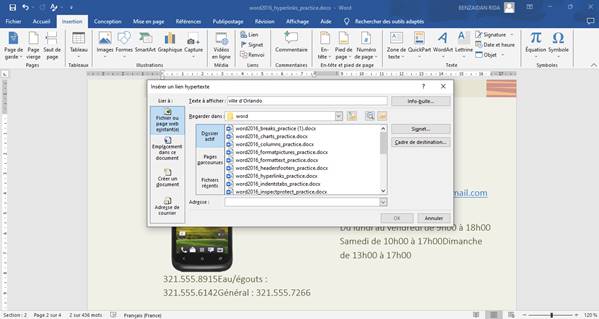 word2016_hyperlinks_practice.docx - Word
BENZAIDAN RIDA
Fichier Accueil Insertion Conception Mise en page Références Publipostage Révision Affichage Aide Rechercher des outils adaptés
Page de garde Page vierge Saut de page
Pages
Tableau
Tableaux
Images Formes SmartArt Graphique Capture
Illustrations
Vidéos en ligne
Média
Lien
Signet
Renvoi
Liens
Commentaire
En-tête Pied de page Numéro de page
En-tête et pied de page
Zone de texte QuickPart WordArt Lettrine
Signature
Date et heure
Objet
Texte
Équation Symbole
Symboles
Insérer un lien hypertexte
Lier à :
Texte à afficher : ville d'Orlando.
Info-bulle...
Fichier ou page web existant(e)
Emplacement dans ce document
Créer un document
Adresse de courrier
Regarder dans : word
Dossier actif
Pages parcourues
Fichiers récents
word2016_breaks_practice (1).docx
word2016_charts_practice.docx
word2016_columns_practice.docx
word2016_formatpictures_practice.docx
word2016_formattext_practice.docx
word2016_headersfooters_practice.docx
word2016_hyperlinks_practice.docx
word2016_indentstabs_practice.docx
word2016_inspectprotect_practice.docx
Signet...
Cadre de destination...
Adresse :
OK
Annuler
mail.com
Du lundi au vendredi de 9h00 à 18h00
Samedi de 10h00 à 17h00Dimanche
de 13h00 à 17h00
321.555.8915Eau/égouts :
321.555.6142Général : 321.555.7266
Section : 2 Page 2 sur 4 2 sur 436 mots Français (France)
120 %